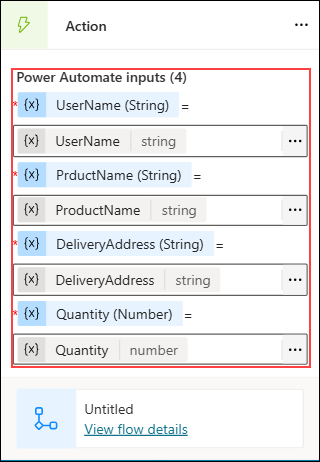 Action
Power Automate inputs (4)
* {x} UserName (String) =
{x} UserName string
* {x} PrductName (String) =
{x} ProductName string
* {x} DeliveryAddress (String) =
{x} DeliveryAddress string
* {x} Quantity (Number) =
{x} Quantity number
Untitled
View flow details